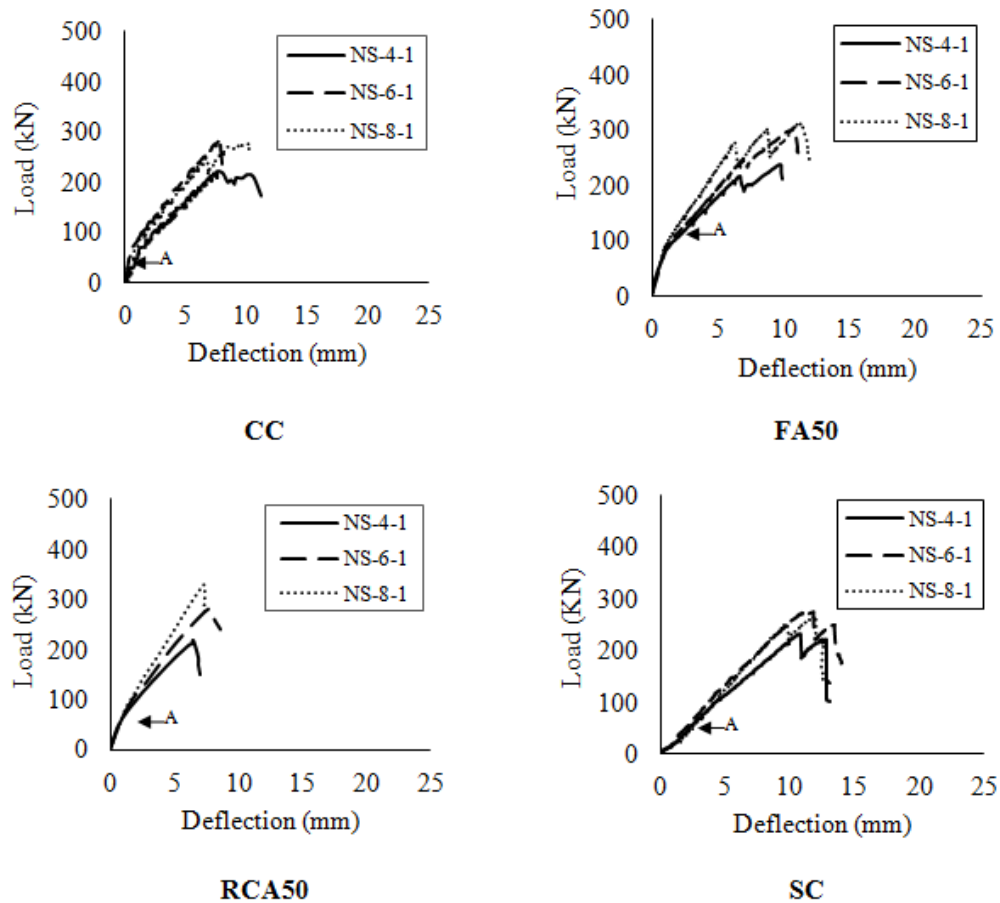 500
400
300
200
100
0
Load (kN)
NS-4-1
NS-6-1
NS-8-1
A
0 5 10 15 20 25
Deflection (mm)
CC
500
400
300
200
100
0
Load (kN)
NS-4-1
NS-6-1
NS-8-1
A
0 5 10 15 20 25
Deflection (mm)
FA50
500
400
300
200
100
0
Load (kN)
NS-4-1
NS-6-1
NS-8-1
A
0 5 10 15 20 25
Deflection (mm)
RCA50
500
400
300
200
100
0
Load (KN)
NS-4-1
NS-6-1
NS-8-1
A
0 5 10 15 20 25
Deflection (mm)
SC